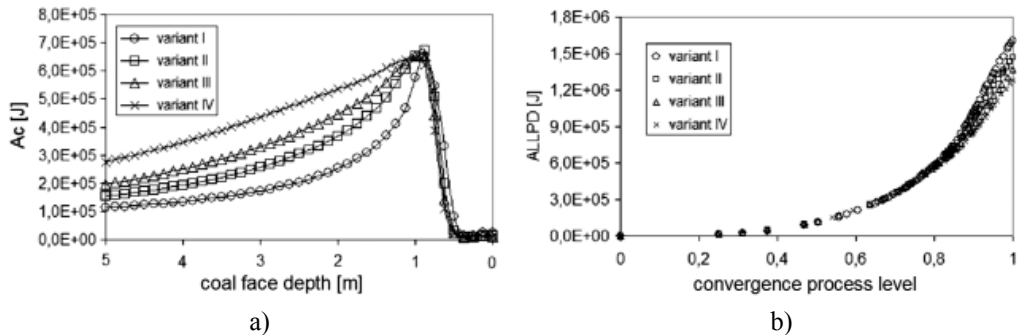 8,0E+05
7,0E+05
6,0E+05
5,0E+05
4,0E+05
3,0E+05
2,0E+05
1,0E+05
0,0E+00
Ac [J]
variant I
variant II
variant III
variant IV
5 4 3 2 1 0
coal face depth [m]
a)
1,8E+06
1,5E+06
1,2E+06
9,0E+05
6,0E+05
3,0E+05
0,0E+00
ALLPD [J]
variant I
variant II
variant III
variant IV
0 0,2 0,4 0,6 0,8 1
convergence process level
b)